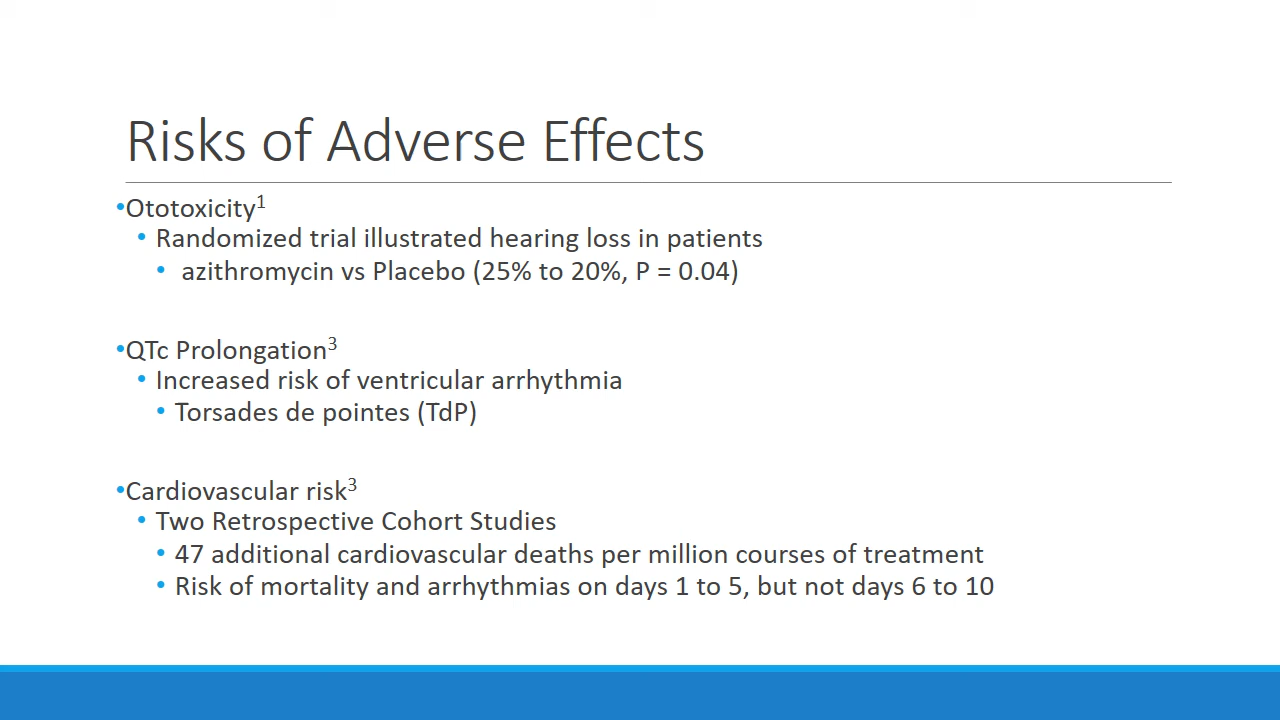 Risks of Adverse Effects
•Ototoxicity¹
• Randomized trial illustrated hearing loss in patients
• azithromycin vs Placebo (25% to 20%, P = 0.04)
•QTc Prolongation³
• Increased risk of ventricular arrhythmia
• Torsades de pointes (TdP)
•Cardiovascular risk³
• Two Retrospective Cohort Studies
• 47 additional cardiovascular deaths per million courses of treatment
• Risk of mortality and arrhythmias on days 1 to 5, but not days 6 to 10